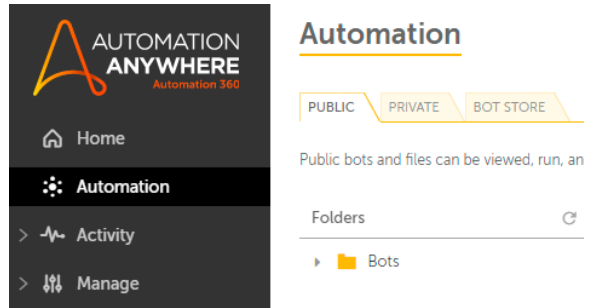 AUTOMATION
ANYWHERE
Automation 360
Home
Automation
Activity
Manage
Automation
PUBLIC PRIVATE BOT STORE
Public bots and files can be viewed, run, an
Folders
Bots